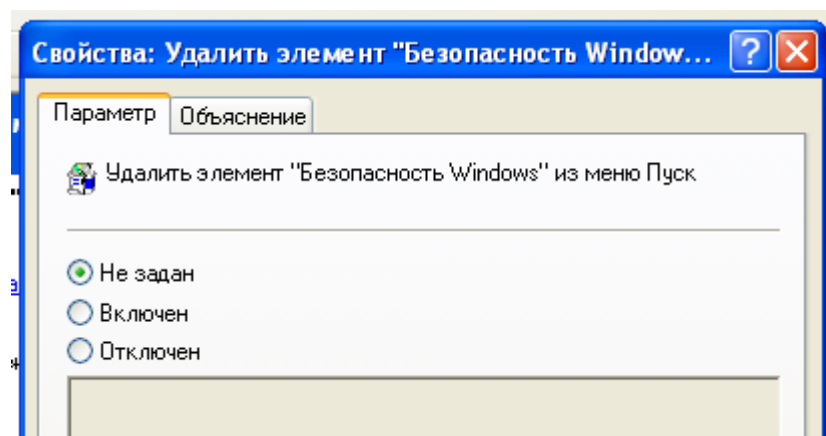 Свойства: Удалить элемент "Безопасность Window...
Параметр
Объяснение
Удалить элемент "Безопасность Windows" из меню Пуск
Не задан
Включен
Отключен